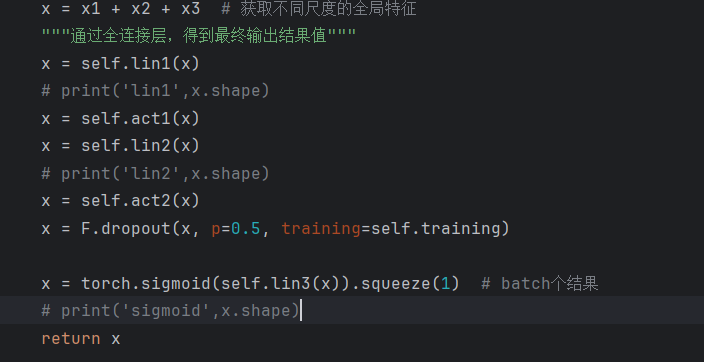 x = x1 + x2 + x3  # 获取不同尺度的全局特征
"""通过全连接层，得到最终输出结果值"""
x = self.lin1(x)
# print('lin1',x.shape)
x = self.act1(x)
x = self.lin2(x)
# print('lin2',x.shape)
x = self.act2(x)
x = F.dropout(x, p=0.5, training=self.training)
x = torch.sigmoid(self.lin3(x)).squeeze(1)  # batch个结果
# print('sigmoid',x.shape)
return x